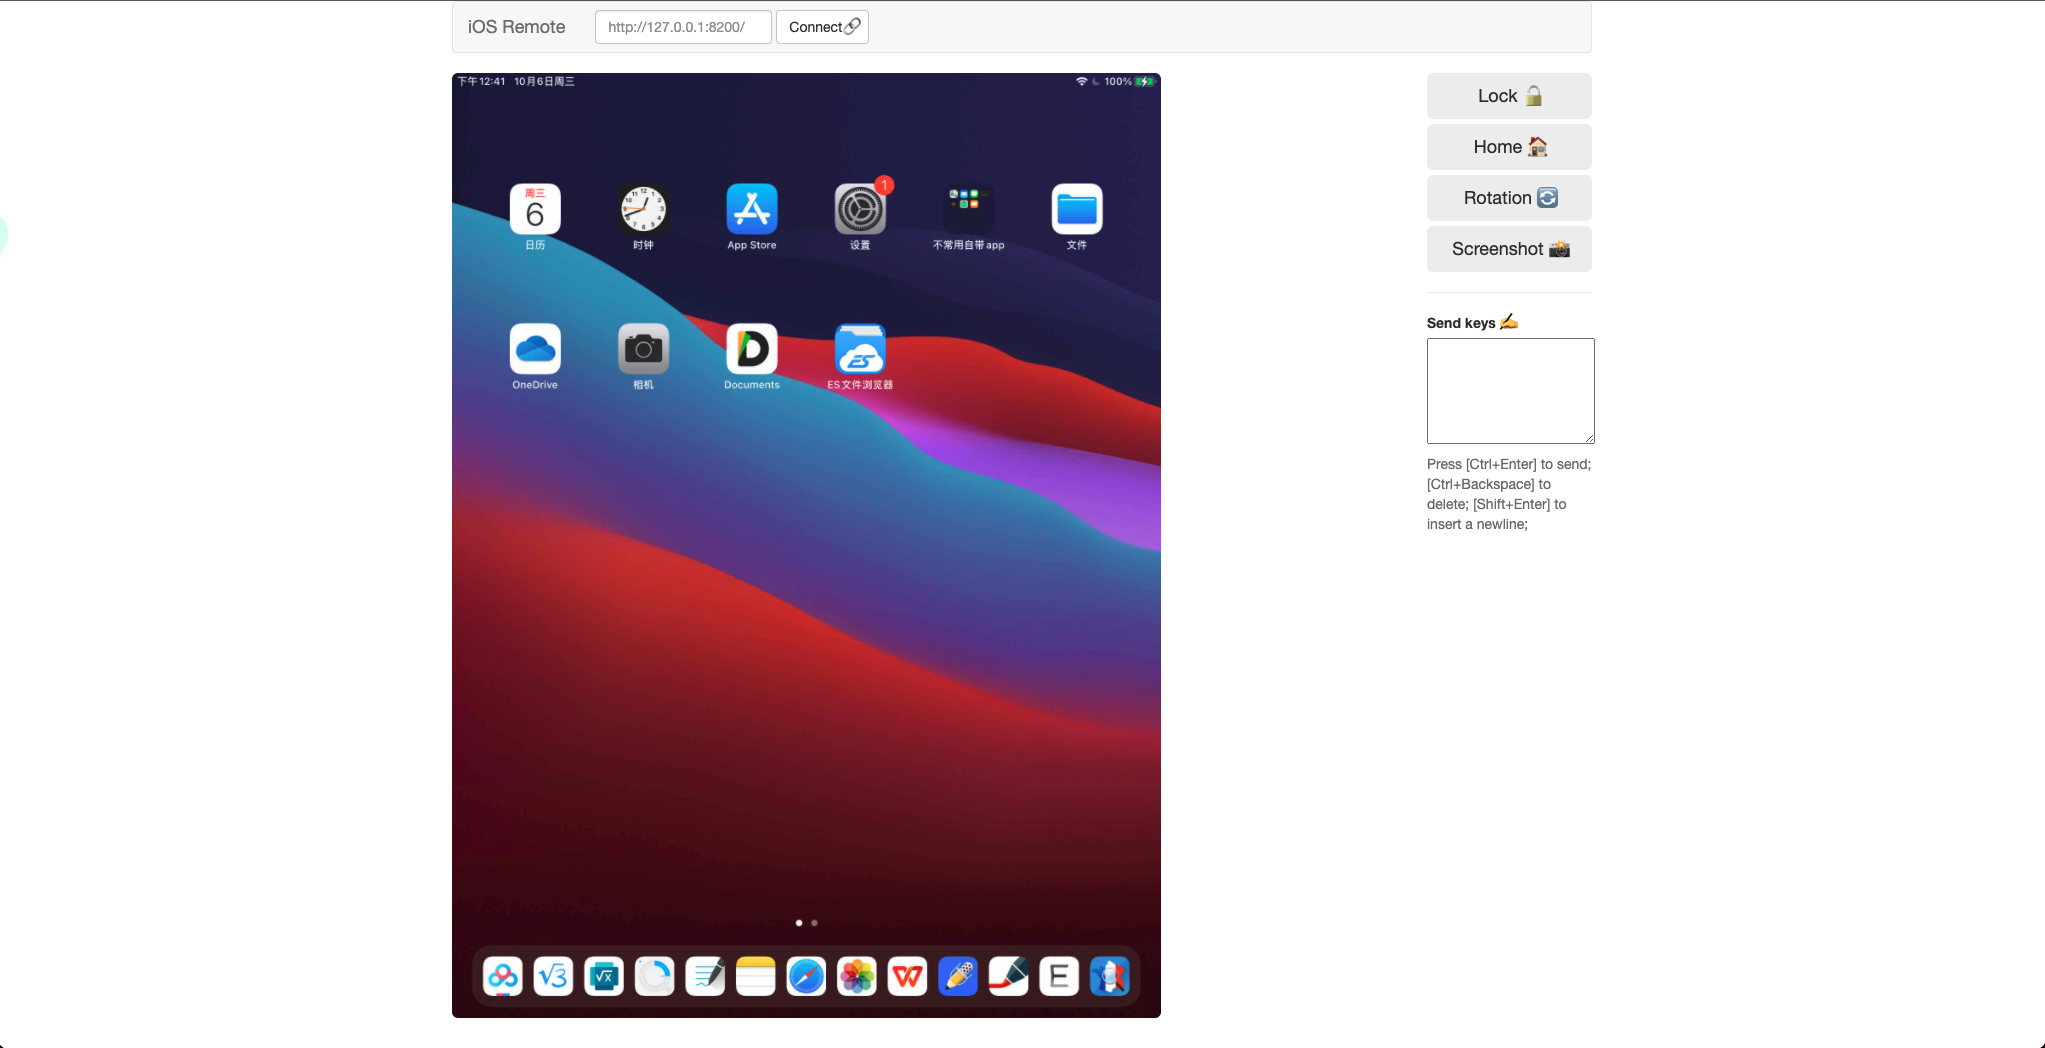 iOS Remote
http://127.0.0.1:8200/
Connect
下午12:41 10月6日周三
100%
Lock
Home
Rotation
Screenshot
周三
6
日历
时钟
App Store
1
设置
不常用自带app
文件
OneDrive
相机
Documents
ES
ES文件浏览器
Send keys
Press [Ctrl+Enter] to send;
[Ctrl+Backspace] to
delete; [Shift+Enter] to
insert a newline;
√3
√x
E